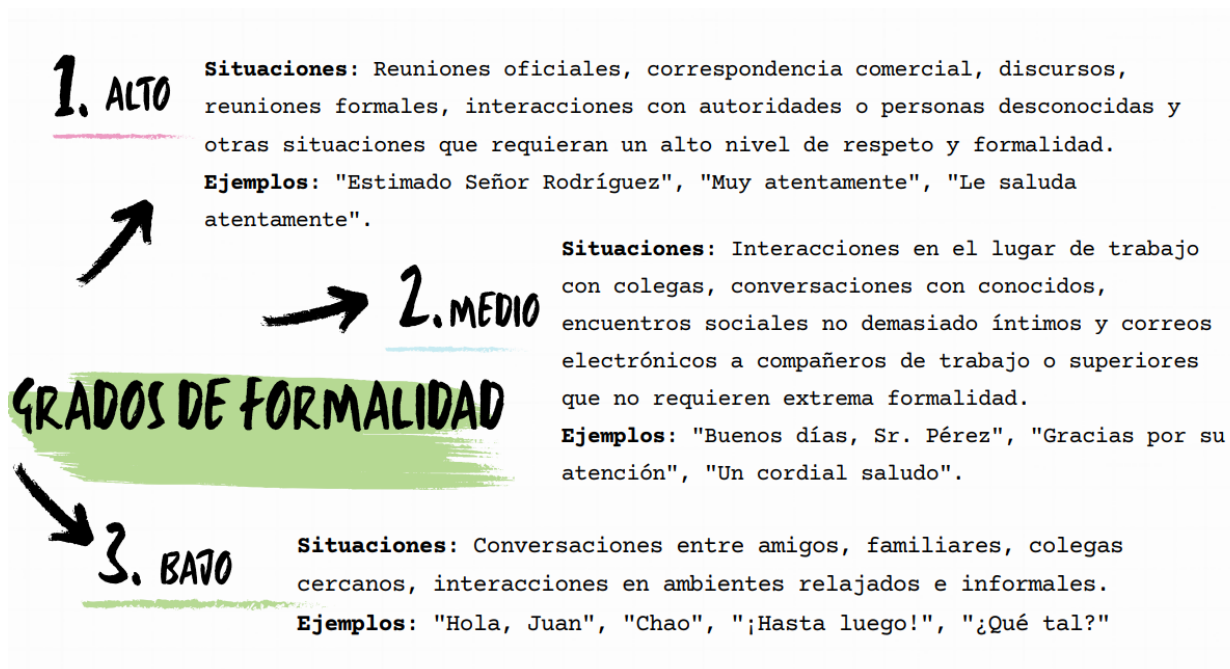 1. ALTO
Situaciones: Reuniones oficiales, correspondencia comercial, discursos,
reuniones formales, interacciones con autoridades o personas desconocidas y
otras situaciones que requieran un alto nivel de respeto y formalidad.
Ejemplos: "Estimado Señor Rodríguez", "Muy atentamente", "Le saluda
atentamente".
2. MEDIO
Situaciones: Interacciones en el lugar de trabajo
con colegas, conversaciones con conocidos,
encuentros sociales no demasiado íntimos y correos
electrónicos a compañeros de trabajo o superiores
que no requieren extrema formalidad.
Ejemplos: "Buenos días, Sr. Pérez", "Gracias por su
atención", "Un cordial saludo".
GRADOS DE FORMALIDAD
3. BAJO
Situaciones: Conversaciones entre amigos, familiares, colegas
cercanos, interacciones en ambientes relajados e informales.
Ejemplos: "Hola, Juan", "Chao", "¡Hasta luego!", "¿Qué tal?"